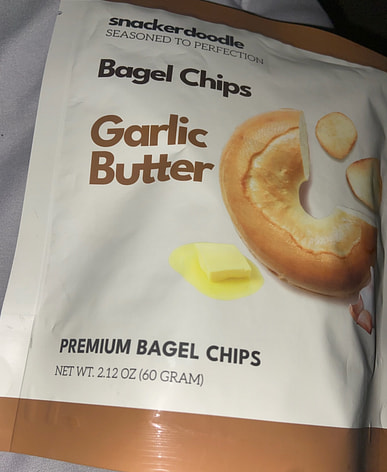 snackerdoodle
SEASONED TO PERFECTION
Bagel Chips
Garlic
Butter
PREMIUM BAGEL CHIPS
NET WT. 2.12 OZ (60 GRAM)